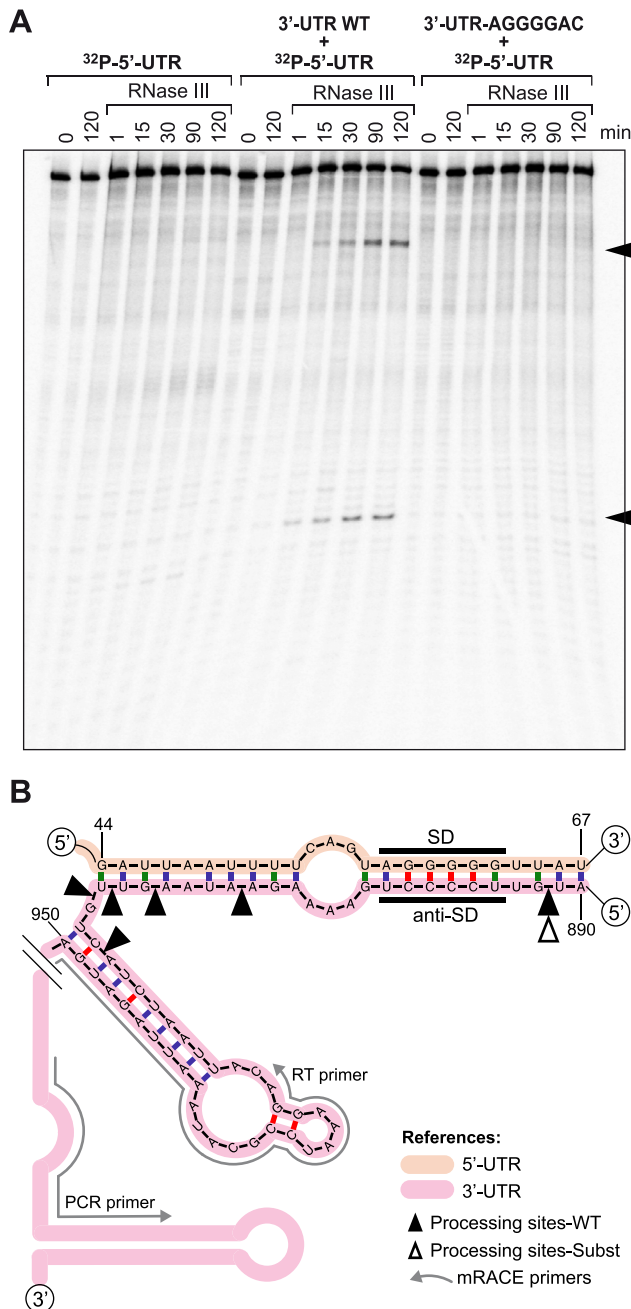 A
3'-UTR WT
+
32P-5'-UTR
3'-UTR-AGGGGAC
+
32P-5'-UTR
32P-5'-UTR
RNase III
RNase III
RNase III
0 120 1 15 30 90 120 0 120 1 15 30 90 120 0 120 1 15 30 90 120 min
B
44
67
SD
5'
G-A-U-U-A-A-U-U-U-U-C-A-G-U-A-G-G-G-G-G-U-U-A-U
3'
5'
anti-SD
890
950
RT primer
PCR primer
3'
References:
5'-UTR
3'-UTR
Processing sites-WT
Processing sites-Subst
mRACE primers